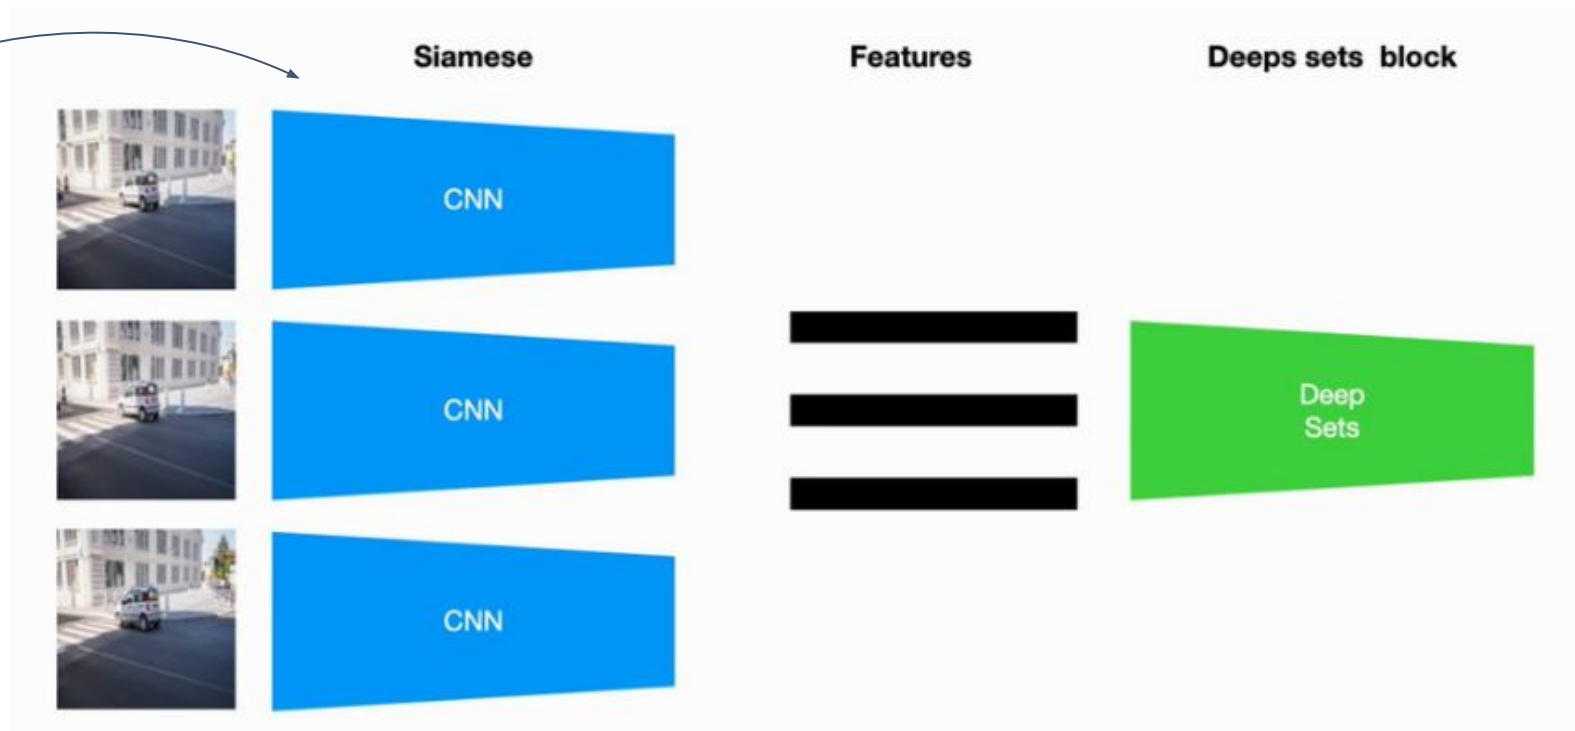 Siamese
Features
Deeps sets block
CNN
CNN
CNN
Deep
Sets